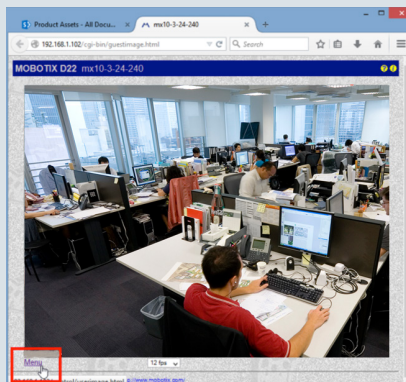 Product Assets - All Docu...
mx10-3-24-240
192.168.1.102/cgi-bin/guestimage.html
Search
MOBOTIX D22 mx10-3-24-240
Menu
12 fps